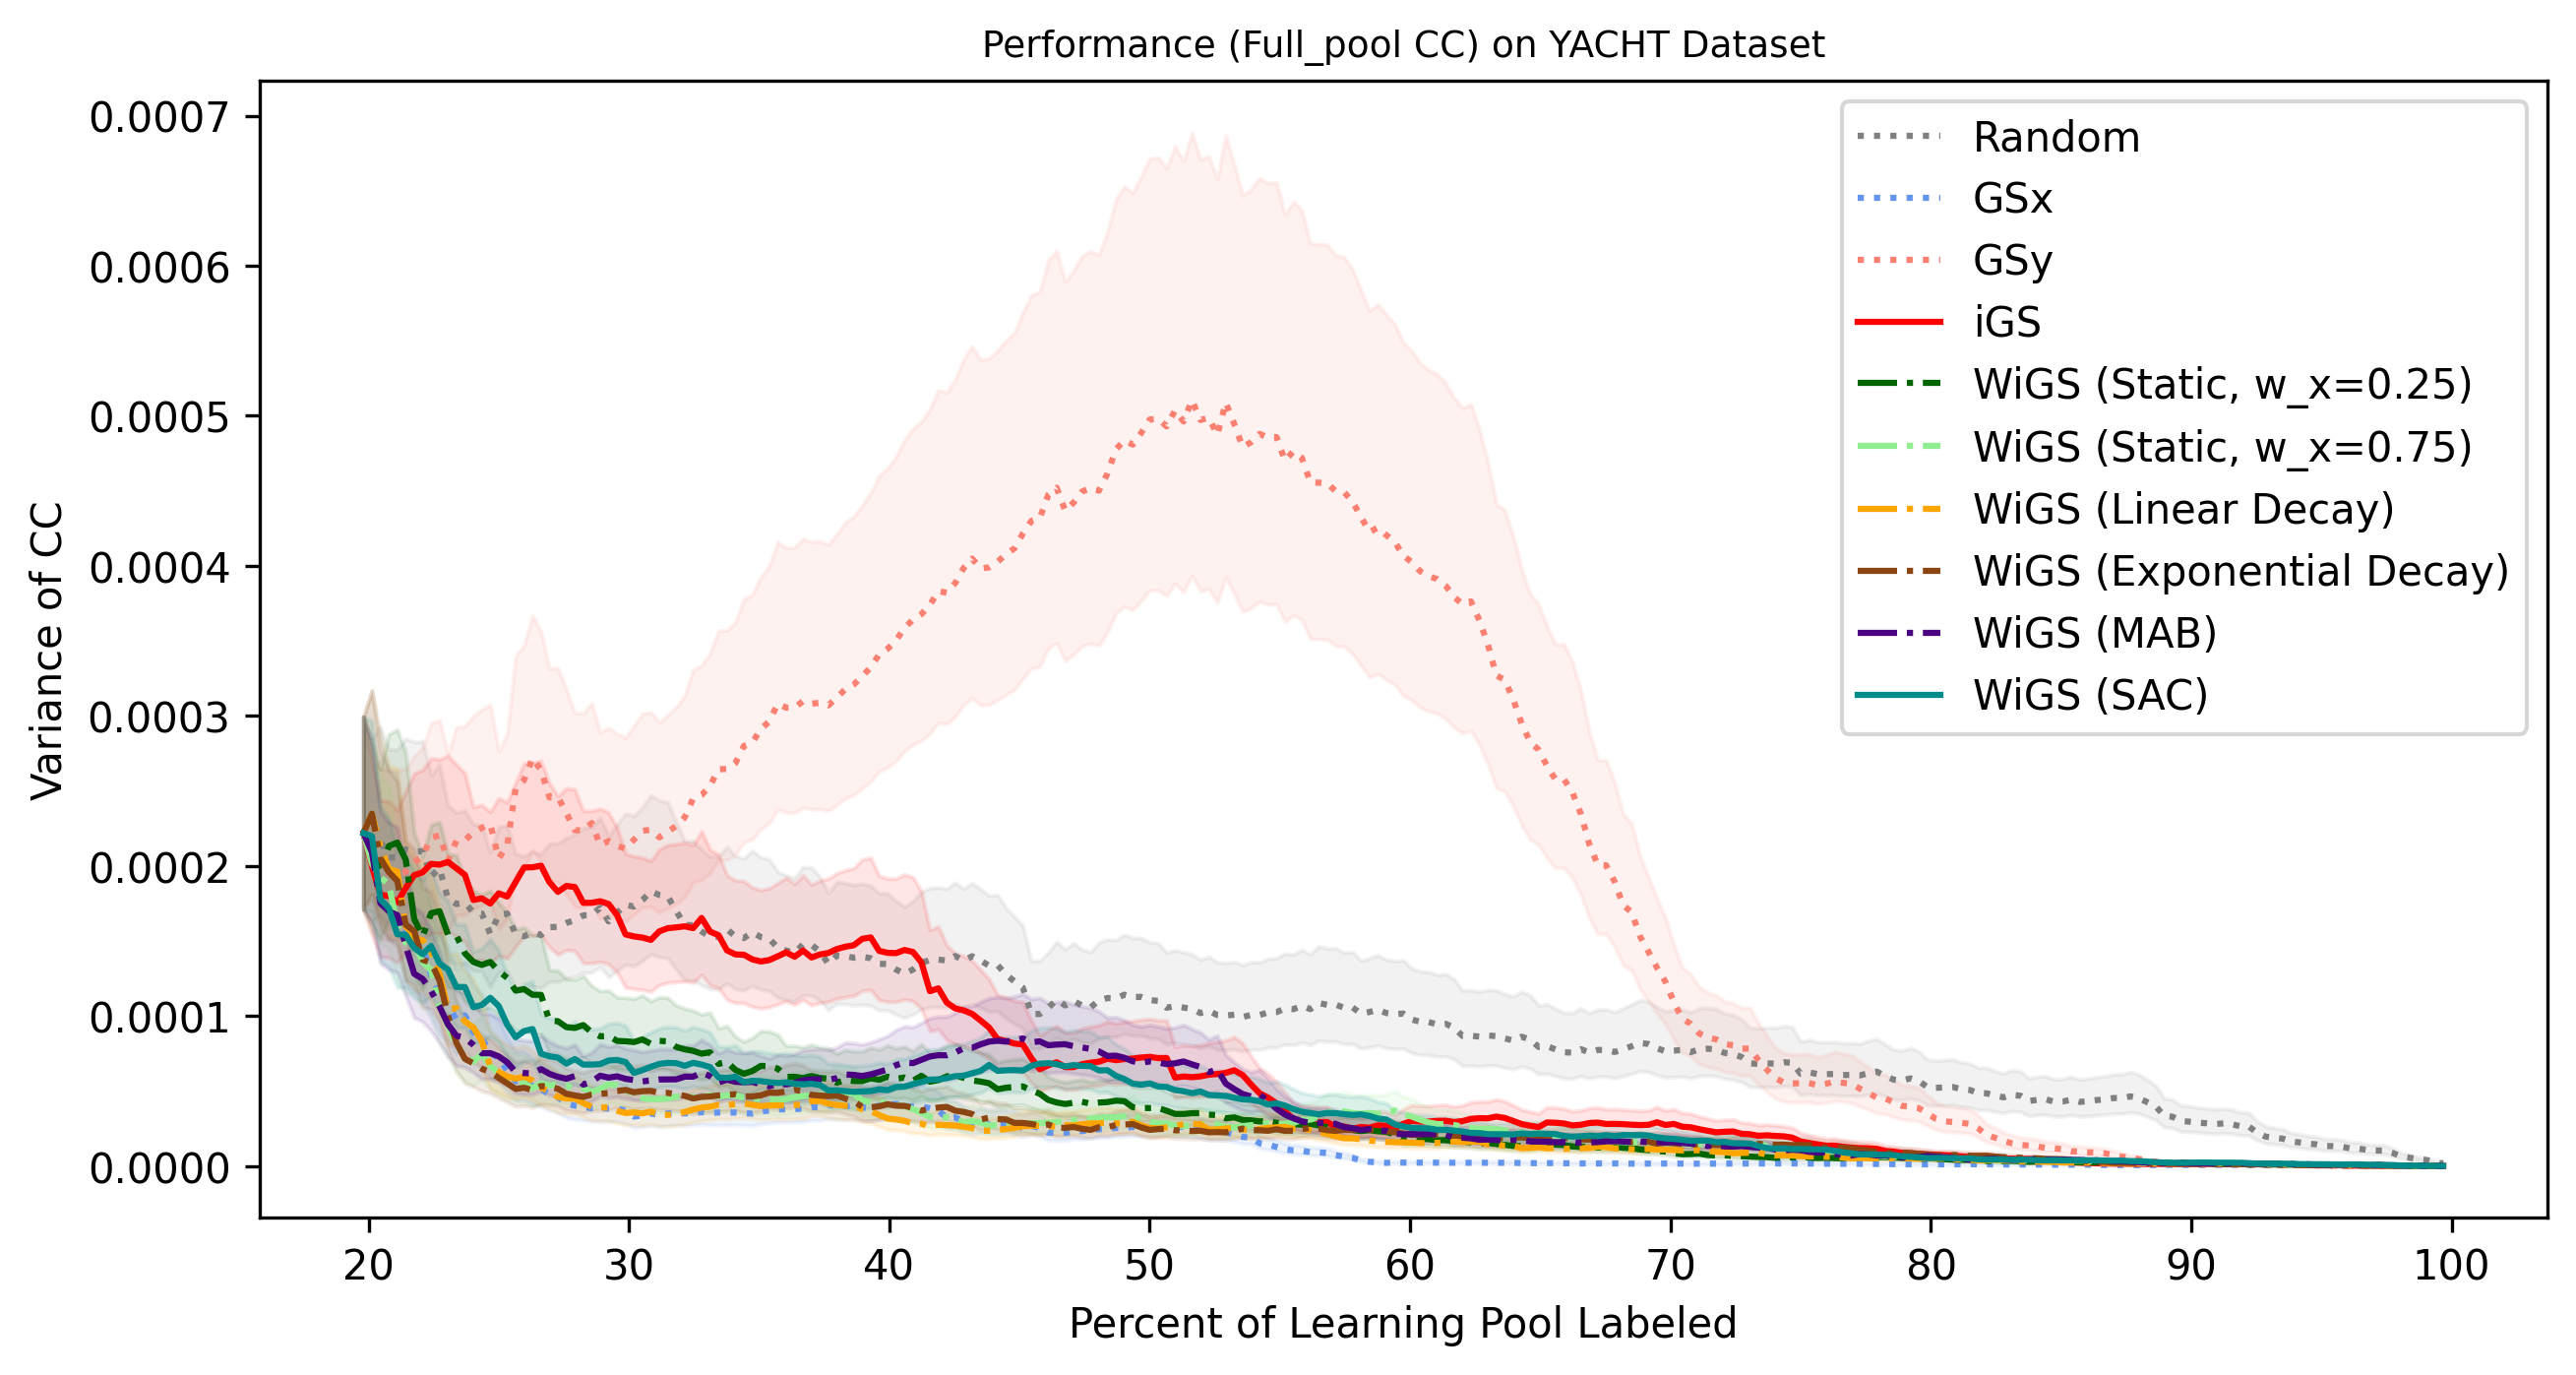 Performance (Full_pool CC) on YACHT Dataset
Variance of CC
0.0007
0.0006
0.0005
0.0004
0.0003
0.0002
0.0001
0.0000
Random
GSx
GSy
iGS
WiGS (Static, w_x=0.25)
WiGS (Static, w_x=0.75)
WiGS (Linear Decay)
WiGS (Exponential Decay)
WiGS (MAB)
WiGS (SAC)
20 30 40 50 60 70 80 90 100
Percent of Learning Pool Labeled